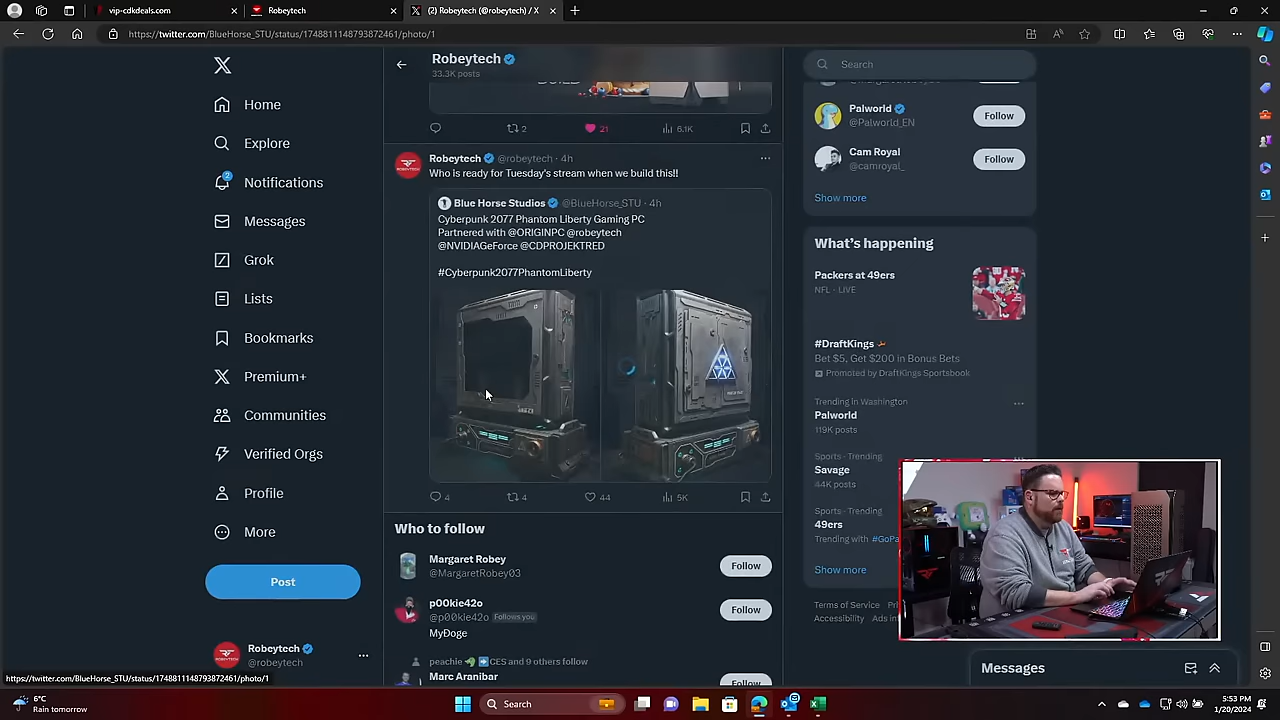 vip-cdkdeals.com
Robeytech
(2) Robeytech (@robeytech) / X
https://twitter.com/BlueHorse_STU/status/1748811148793872461/photo/1
Home
Explore
2
Notifications
Messages
Grok
Lists
Bookmarks
Premium+
Communities
Verified Orgs
Profile
More
Post
Robeytech
@robeytech
Robeytech
33.3K posts
2
21
6.1K
Robeytech @robeytech · 4h
Who is ready for Tuesday's stream when we build this!!
Blue Horse Studios @BlueHorse_STU · 4h
Cyberpunk 2077 Phantom Liberty Gaming PC
Partnered with @ORIGINPC @robeytech
@NVIDIAGeForce @CDPROJEKTRED
#Cyberpunk2077PhantomLiberty
4
4
44
5K
Who to follow
Margaret Robey
@MargaretRobey03
Follow
p00kie42o
@p00kie42o Follows you
MyDoge
Follow
peachie CES and 9 others follow
Marc Aranibar
Follow
Search
Palworld
@Palworld_EN
Follow
Cam Royal
@camroyal_
Follow
Show more
What's happening
Packers at 49ers
NFL · LIVE
#DraftKings
Bet $5, Get $200 in Bonus Bets
Promoted by DraftKings Sportsbook
Trending in Washington
Palworld
119K posts
Sports · Trending
Savage
44K posts
Sports · Trending
49ers
Trending with
Show more
Terms of Service
Accessibility
Messages
https://twitter.com/BlueHorse_STU/status/1748811148793872461/photo/1
6°C
Rain tomorrow
Search
5:53 PM
1/20/2024